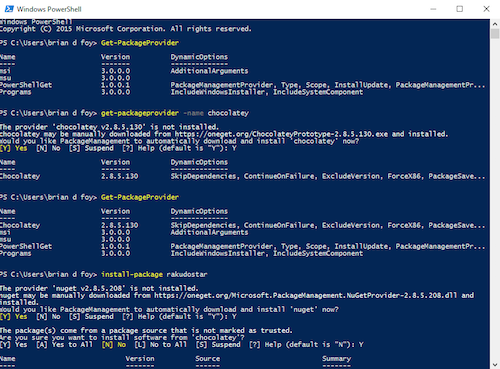 Windows PowerShell
Windows PowerShell
Copyright (C) 2015 Microsoft Corporation. All rights reserved.
PS C:\Users\brian d foy> Get-PackageProvider
Name Version DynamicOptions
---- ------- --------------
msi 3.0.0.0 AdditionalArguments
msu 3.0.0.0
PowerShellGet 1.0.0.1 PackageManagementProvider, Type, Scope, InstallUpdate, PackageManagementPr...
Programs 3.0.0.0 IncludeWindowsInstaller, IncludeSystemComponent
PS C:\Users\brian d foy> get-packageprovider -name chocolatey
The provider 'chocolatey v2.8.5.130' is not installed.
chocolatey may be manually downloaded from https://oneget.org/ChocolateyPrototype-2.8.5.130.exe and installed.
Would you like PackageManagement to automatically download and install 'chocolatey' now?
[Y] Yes [N] No [S] Suspend [?] Help (default is "Y"): Y
Name Version DynamicOptions
---- ------- --------------
Chocolatey 2.8.5.130 SkipDependencies, ContinueOnFailure, ExcludeVersion, ForceX86, PackageSave...
PS C:\Users\brian d foy> Get-PackageProvider
Name Version DynamicOptions
---- ------- --------------
Chocolatey 2.8.5.130 SkipDependencies, ContinueOnFailure, ExcludeVersion, ForceX86, PackageSave...
msi 3.0.0.0 AdditionalArguments
msu 3.0.0.0
PowerShellGet 1.0.0.1 PackageManagementProvider, Type, Scope, InstallUpdate, PackageManagementPr...
Programs 3.0.0.0 IncludeWindowsInstaller, IncludeSystemComponent
PS C:\Users\brian d foy> install-package rakudostar
The provider 'nuget v2.8.5.208' is not installed.
nuget may be manually downloaded from https://oneget.org/Microsoft.PackageManagement.NuGetProvider-2.8.5.208.dll and
installed.
Would you like PackageManagement to automatically download and install 'nuget' now?
[Y] Yes [N] No [S] Suspend [?] Help (default is "Y"): Y
The package(s) come from a package source that is not marked as trusted.
Are you sure you want to install software from 'chocolatey'?
[Y] Yes [A] Yes to All [N] No [L] No to All [S] Suspend [?] Help (default is "N"): Y
Name Version Source Summary
---- ------- ------ -------